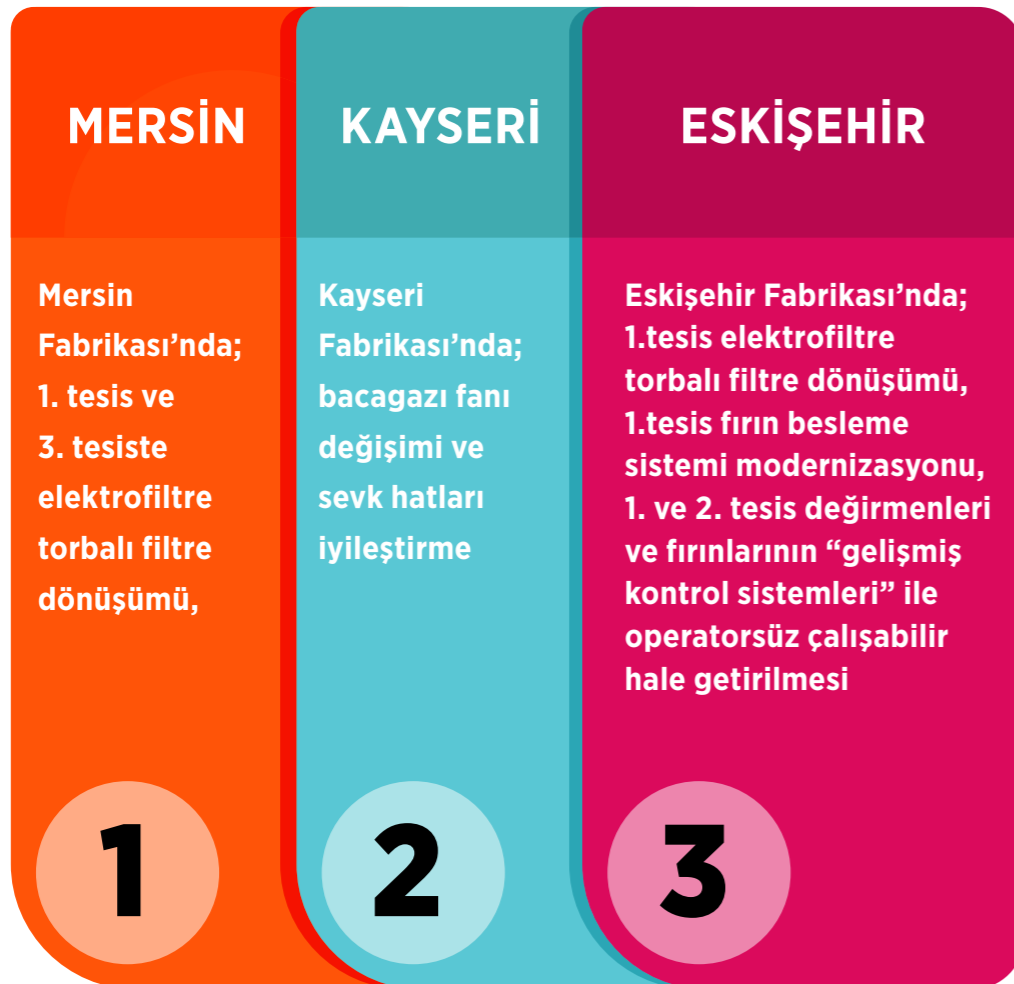 MERSİN
Mersin
Fabrikası’nda;
1. tesis ve
3. tesiste
elektrofiltre
torbalı filtre
dönüşümü,
1
KAYSERİ
Kayseri
Fabrikası’nda;
bacagazı fanı
değişimi ve
sevk hatları
iyileştirme
2
ESKİŞEHİR
Eskişehir Fabrikası’nda;
1.tesis elektrofiltre
torbalı filtre dönüşümü,
1.tesis fırın besleme
sistemi modernizasyonu,
1. ve 2. tesis değirmenleri
ve fırınlarının “gelişmiş
kontrol sistemleri” ile
operatorsüz çalışabilir
hale getirilmesi
3